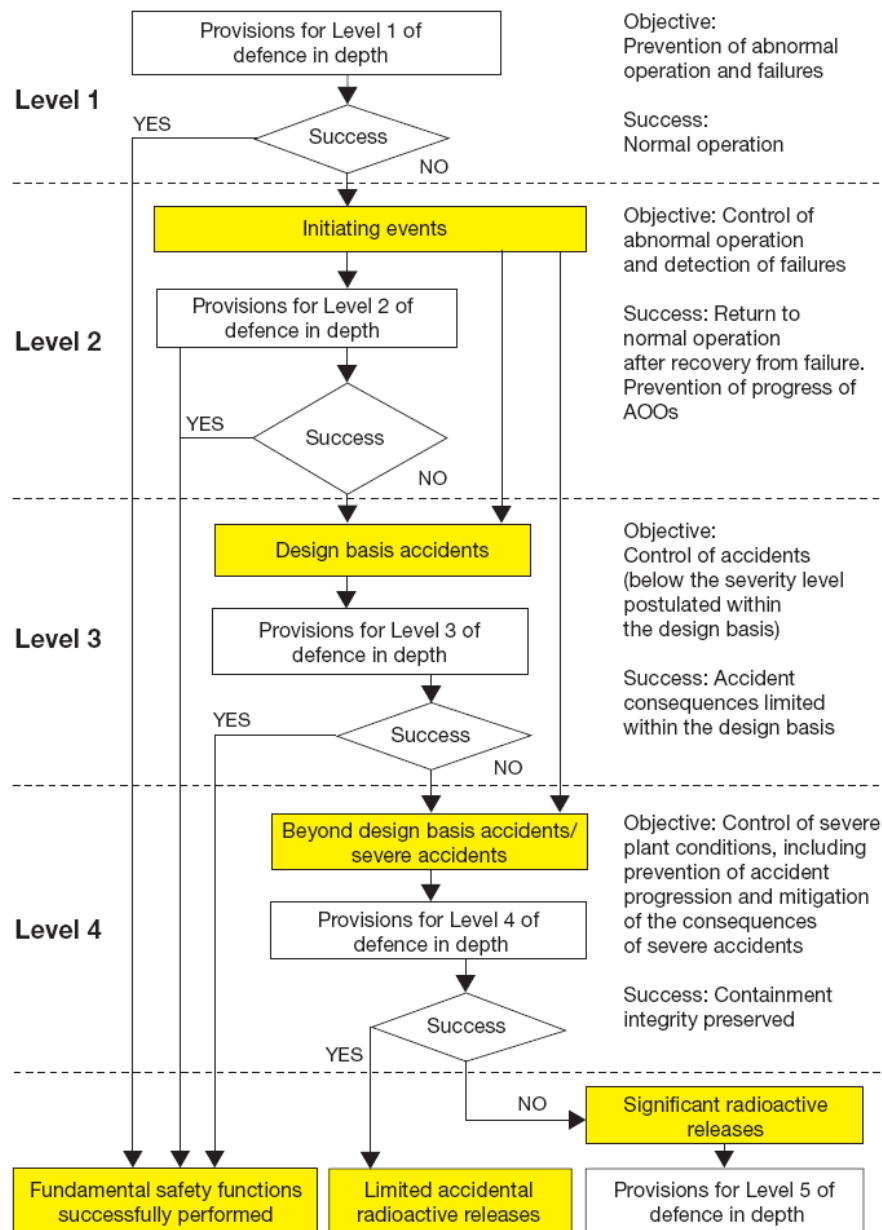 Provisions for Level 1 of
defence in depth
Objective:
Prevention of abnormal
operation and failures
Level 1
YES
Success
NO
Success:
Normal operation
Initiating events
Objective: Control of
abnormal operation
and detection of failures
Provisions for Level 2 of
defence in depth
Level 2
Success: Return to
normal operation
after recovery from failure.
Prevention of progress of
AOOs
YES
Success
NO
Design basis accidents
Objective:
Control of accidents
(below the severity level
postulated within
the design basis)
Level 3
Provisions for Level 3 of
defence in depth
Success: Accident
consequences limited
within the design basis
YES
Success
NO
Beyond design basis accidents/
severe accidents
Objective: Control of severe
plant conditions, including
prevention of accident
progression and mitigation
of the consequences
of severe accidents
Level 4
Provisions for Level 4 of
defence in depth
Success: Containment
integrity preserved
Success
YES
NO
Significant radioactive
releases
Fundamental safety functions
successfully performed
Limited accidental
radioactive releases
Provisions for Level 5 of
defence in depth